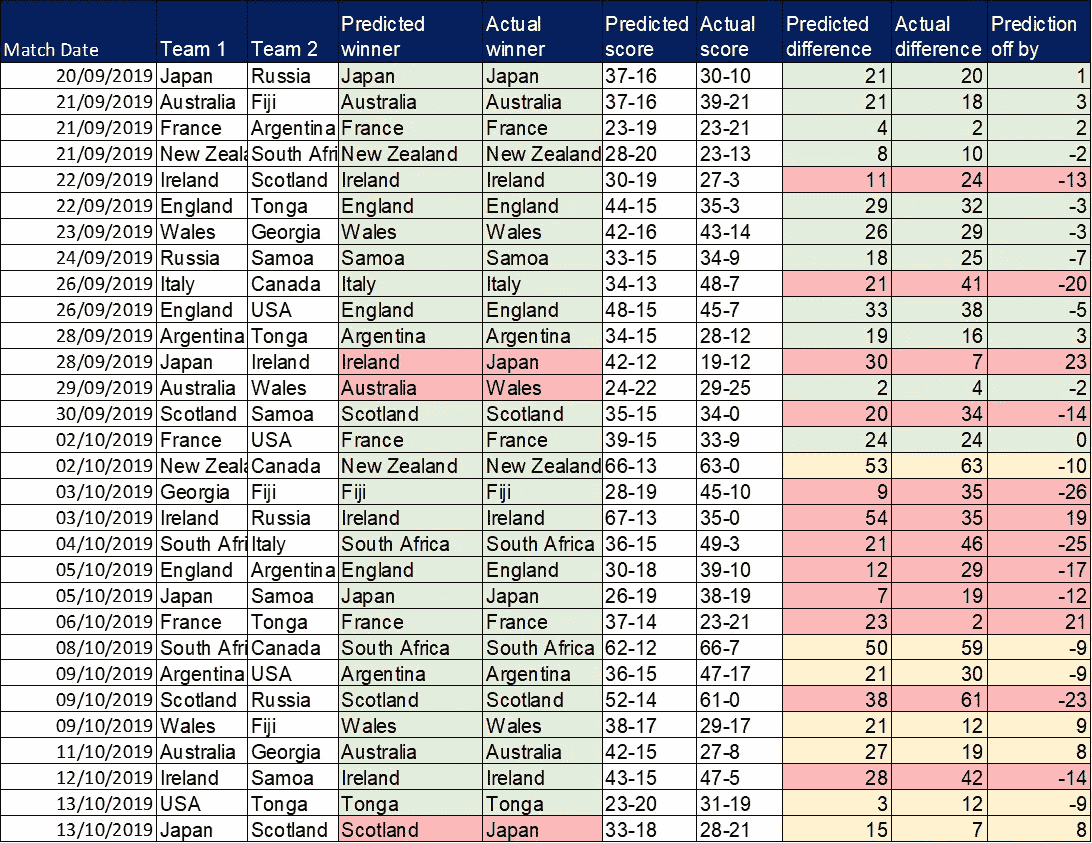 Match Date Team 1 Team 2 Predicted winner Actual winner Predicted score Actual score Predicted difference Actual difference Prediction off by
20/09/2019 Japan Russia Japan Japan 37-16 30-10 21 20 1
21/09/2019 Australia Fiji Australia Australia 37-16 39-21 21 18 3
21/09/2019 France Argentina France France 23-19 23-21 4 2 2
21/09/2019 New Zeal South Afri New Zealand New Zealand 28-20 23-13 8 10 -2
22/09/2019 Ireland Scotland Ireland Ireland 30-19 27-3 11 24 -13
22/09/2019 England Tonga England England 44-15 35-3 29 32 -3
23/09/2019 Wales Georgia Wales Wales 42-16 43-14 26 29 -3
24/09/2019 Russia Samoa Samoa Samoa 33-15 34-9 18 25 -7
26/09/2019 Italy Canada Italy Italy 34-13 48-7 21 41 -20
26/09/2019 England USA England England 48-15 45-7 33 38 -5
28/09/2019 Argentina Tonga Argentina Argentina 34-15 28-12 19 16 3
28/09/2019 Japan Ireland Ireland Japan 42-12 19-12 30 7 23
29/09/2019 Australia Wales Australia Wales 24-22 29-25 2 4 -2
30/09/2019 Scotland Samoa Scotland Scotland 35-15 34-0 20 34 -14
02/10/2019 France USA France France 39-15 33-9 24 24 0
02/10/2019 New Zeal Canada New Zealand New Zealand 66-13 63-0 53 63 -10
03/10/2019 Georgia Fiji Fiji Fiji 28-19 45-10 9 35 -26
03/10/2019 Ireland Russia Ireland Ireland 67-13 35-0 54 35 19
04/10/2019 South Afri Italy South Africa South Africa 36-15 49-3 21 46 -25
05/10/2019 England Argentina England England 30-18 39-10 12 29 -17
05/10/2019 Japan Samoa Japan Japan 26-19 38-19 7 19 -12
06/10/2019 France Tonga France France 37-14 23-21 23 2 21
08/10/2019 South Afri Canada South Africa South Africa 62-12 66-7 50 59 -9
09/10/2019 Argentina USA Argentina Argentina 36-15 47-17 21 30 -9
09/10/2019 Scotland Russia Scotland Scotland 52-14 61-0 38 61 -23
09/10/2019 Wales Fiji Wales Wales 38-17 29-17 21 12 9
11/10/2019 Australia Georgia Australia Australia 42-15 27-8 27 19 8
12/10/2019 Ireland Samoa Ireland Ireland 43-15 47-5 28 42 -14
13/10/2019 USA Tonga Tonga Tonga 23-20 31-19 3 12 -9
13/10/2019 Japan Scotland Scotland Japan 33-18 28-21 15 7 8